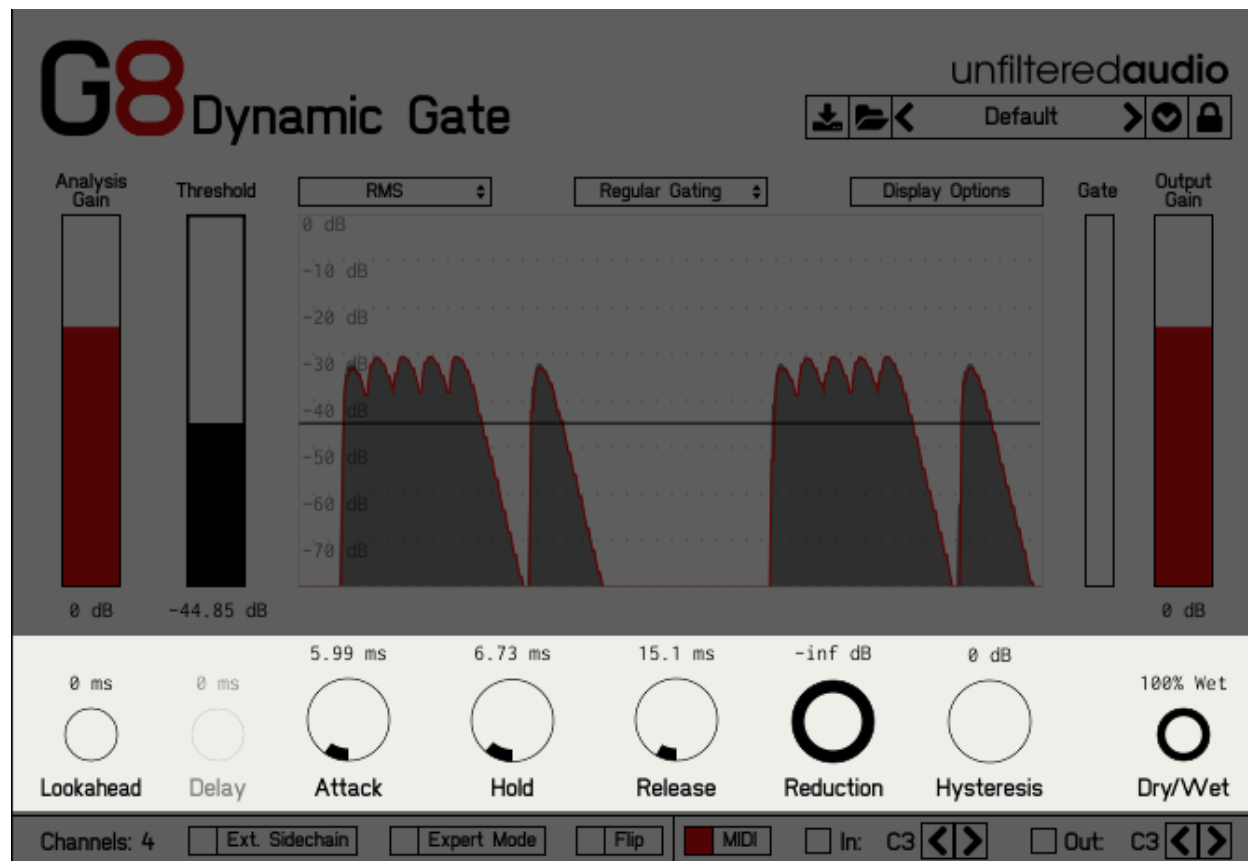 G8 Dynamic Gate
unfilteredaudio
Default
Analysis Gain
Threshold
RMS
Regular Gating
Display Options
Gate
Output Gain
0 dB
-10 dB
-20 dB
-30 dB
-40 dB
-50 dB
-60 dB
-70 dB
0 dB
-44.85 dB
0 dB
5.99 ms
6.73 ms
15.1 ms
-inf dB
0 dB
0 ms
0 ms
100% Wet
Lookahead
Delay
Attack
Hold
Release
Reduction
Hysteresis
Dry/Wet
Channels: 4
Ext. Sidechain
Expert Mode
Flip
MIDI
In: C3
Out: C3